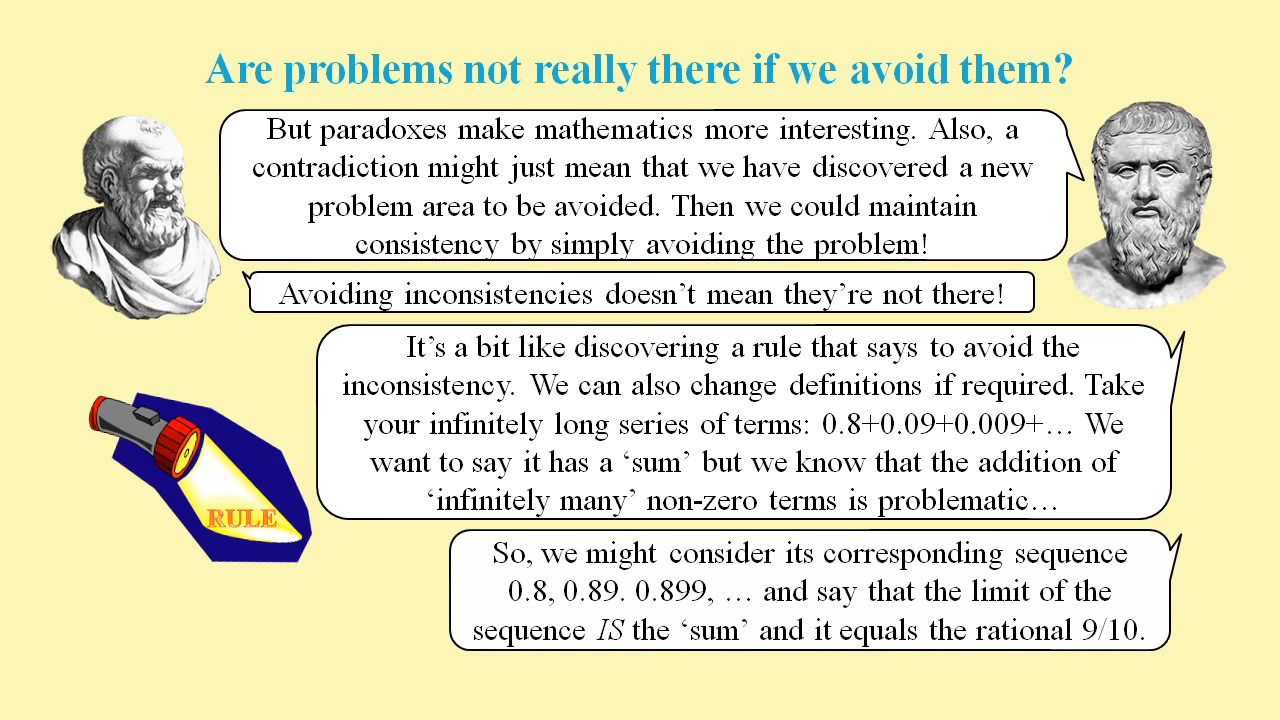 Are problems not really there if we avoid them?
But paradoxes make mathematics more interesting. Also, a
contradiction might just mean that we have discovered a new
problem area to be avoided. Then we could maintain
consistency by simply avoiding the problem!
Avoiding inconsistencies doesn’t mean they’re not there!
It’s a bit like discovering a rule that says to avoid the
inconsistency. We can also change definitions if required. Take
your infinitely long series of terms: 0.8+0.09+0.009+… We
want to say it has a ‘sum’ but we know that the addition of
‘infinitely many’ non-zero terms is problematic…
RULE
So, we might consider its corresponding sequence
0.8, 0.89. 0.899, … and say that the limit of the
sequence IS the ‘sum’ and it equals the rational 9/10.